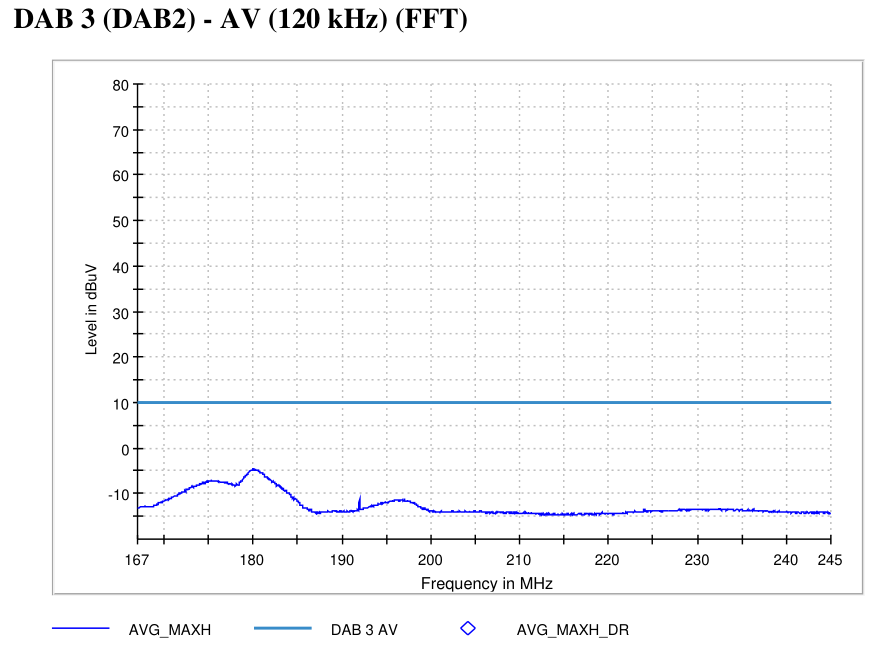 DAB 3 (DAB2) - AV (120 kHz) (FFT)
80
70
60
50
40
30
20
10
0
-10
Level in dBuV
167 180 190 200 210 220 230 240 245
Frequency in MHz
AVG_MAXH DAB 3 AV AVG_MAXH_DR